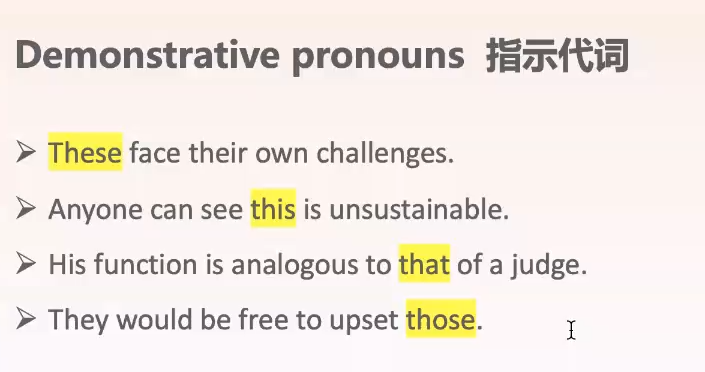 Demonstrative pronouns 指示代词
➢ These face their own challenges.
➢ Anyone can see this is unsustainable.
➢ His function is analogous to that of a judge.
➢ They would be free to upset those.